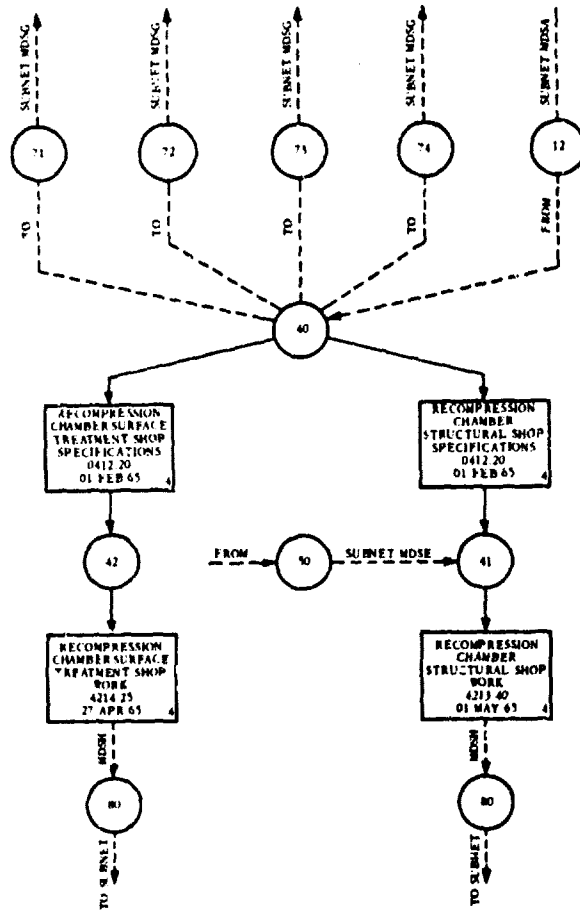 SUBNET MDSG
SUBNET MDSG
SUBNET MDSG
SUBNET MDSG
SUBNET MDSA
71
72
73
74
12
TO
TO
TO
TO
FROM
40
RECOMPRESSION
CHAMBER SURFACE
TREATMENT SHOP
SPECIFICATIONS
0412.20
01 FEB 65
4
RECOMPRESSION
CHAMBER
STRUCTURAL SHOP
SPECIFICATIONS
0412.20
01 FEB 65
4
42
FROM
50
SUBNET MDSE
41
RECOMPRESSION
CHAMBER SURFACE
TREATMENT SHOP
WORK
4214.25
27 APR 65
4
RECOMPRESSION
CHAMBER
STRUCTURAL SHOP
WORK
4213.40
01 MAY 65
4
MDSH
MDSH
80
80
TO SUBNET
TO SUBNET